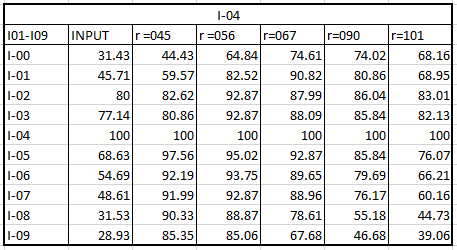 I-04
I01-I09 INPUT r =045 r =056 r=067 r=090 r=101
I-00 31.43 44.43 64.84 74.61 74.02 68.16
I-01 45.71 59.57 82.52 90.82 80.86 68.95
I-02 80 82.62 92.87 87.99 86.04 83.01
I-03 77.14 80.86 92.87 88.09 85.84 82.13
I-04 100 100 100 100 100 100
I-05 68.63 97.56 95.02 92.87 85.84 76.07
I-06 54.69 92.19 93.75 89.65 79.69 66.21
I-07 48.61 91.99 92.87 88.96 76.17 60.16
I-08 31.53 90.33 88.87 78.61 55.18 44.73
I-09 28.93 85.35 85.06 67.68 46.68 39.06